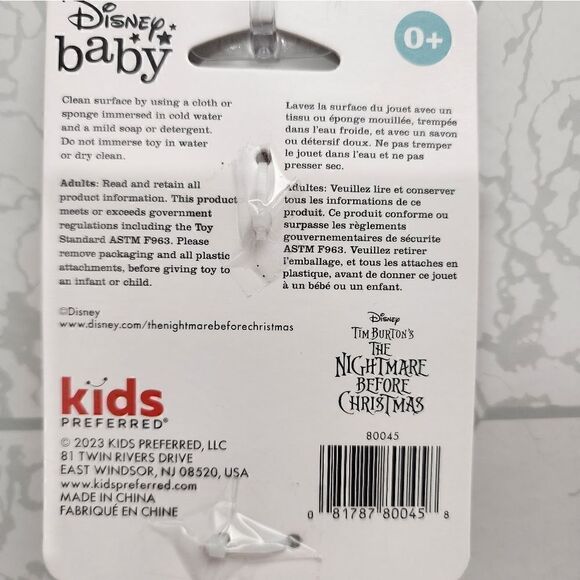 Disney
baby
0+
Clean surface by using a cloth or
sponge immersed in cold water
and a mild soap or detergent.
Do not immerse toy in water
or dry clean.
Adults: Read and retain all
product information. This product
meets or exceeds government
regulations including the Toy
Standard ASTM F963. Please
remove packaging and all plastic
attachments, before giving toy to
an infant or child.
Lavez la surface du jouet avec un
tissu ou éponge mouillée, trempée
dans l'eau froide, et avec un savon
ou détersif doux. Ne pas tremper
le jouet dans l'eau et ne pas
presser sec.
Adultes: Veuillez lire et conserver
tous les informations de ce
produit. Ce produit conforme ou
surpasse les règlements
gouvernementaires de sécurité
ASTM F963. Veuillez retirer
l'emballage, et tous les attaches en
plastique, avant de donner ce jouet
à un bébé ou un enfant.
©Disney
www.disney.com/thenightmarebeforechristmas
Disney
TIM BURTON'S
THE
NIGHTMARE
BEFORE
CHRISTMAS
kids
PREFERRED®
© 2023 KIDS PREFERRED, LLC
81 TWIN RIVERS DRIVE
EAST WINDSOR, NJ 08520, USA
www.kidspreferred.com
MADE IN CHINA
FABRIQUÉ EN CHINE
80045
0 81787 80045 8